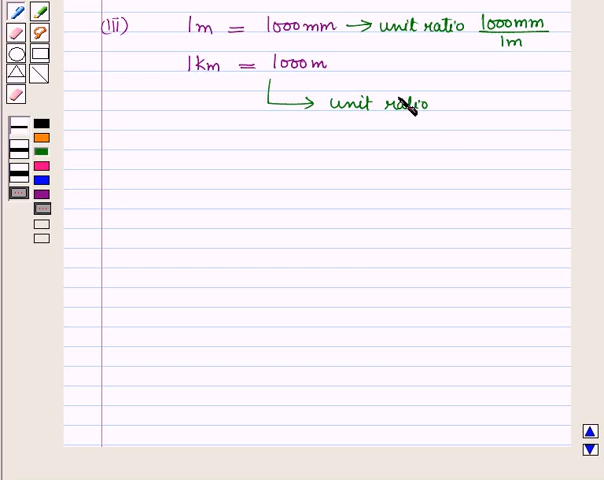 (iii) 1m = 1000mm → unit ratio 1000mm/1m
1km = 1000m
→ unit ratio